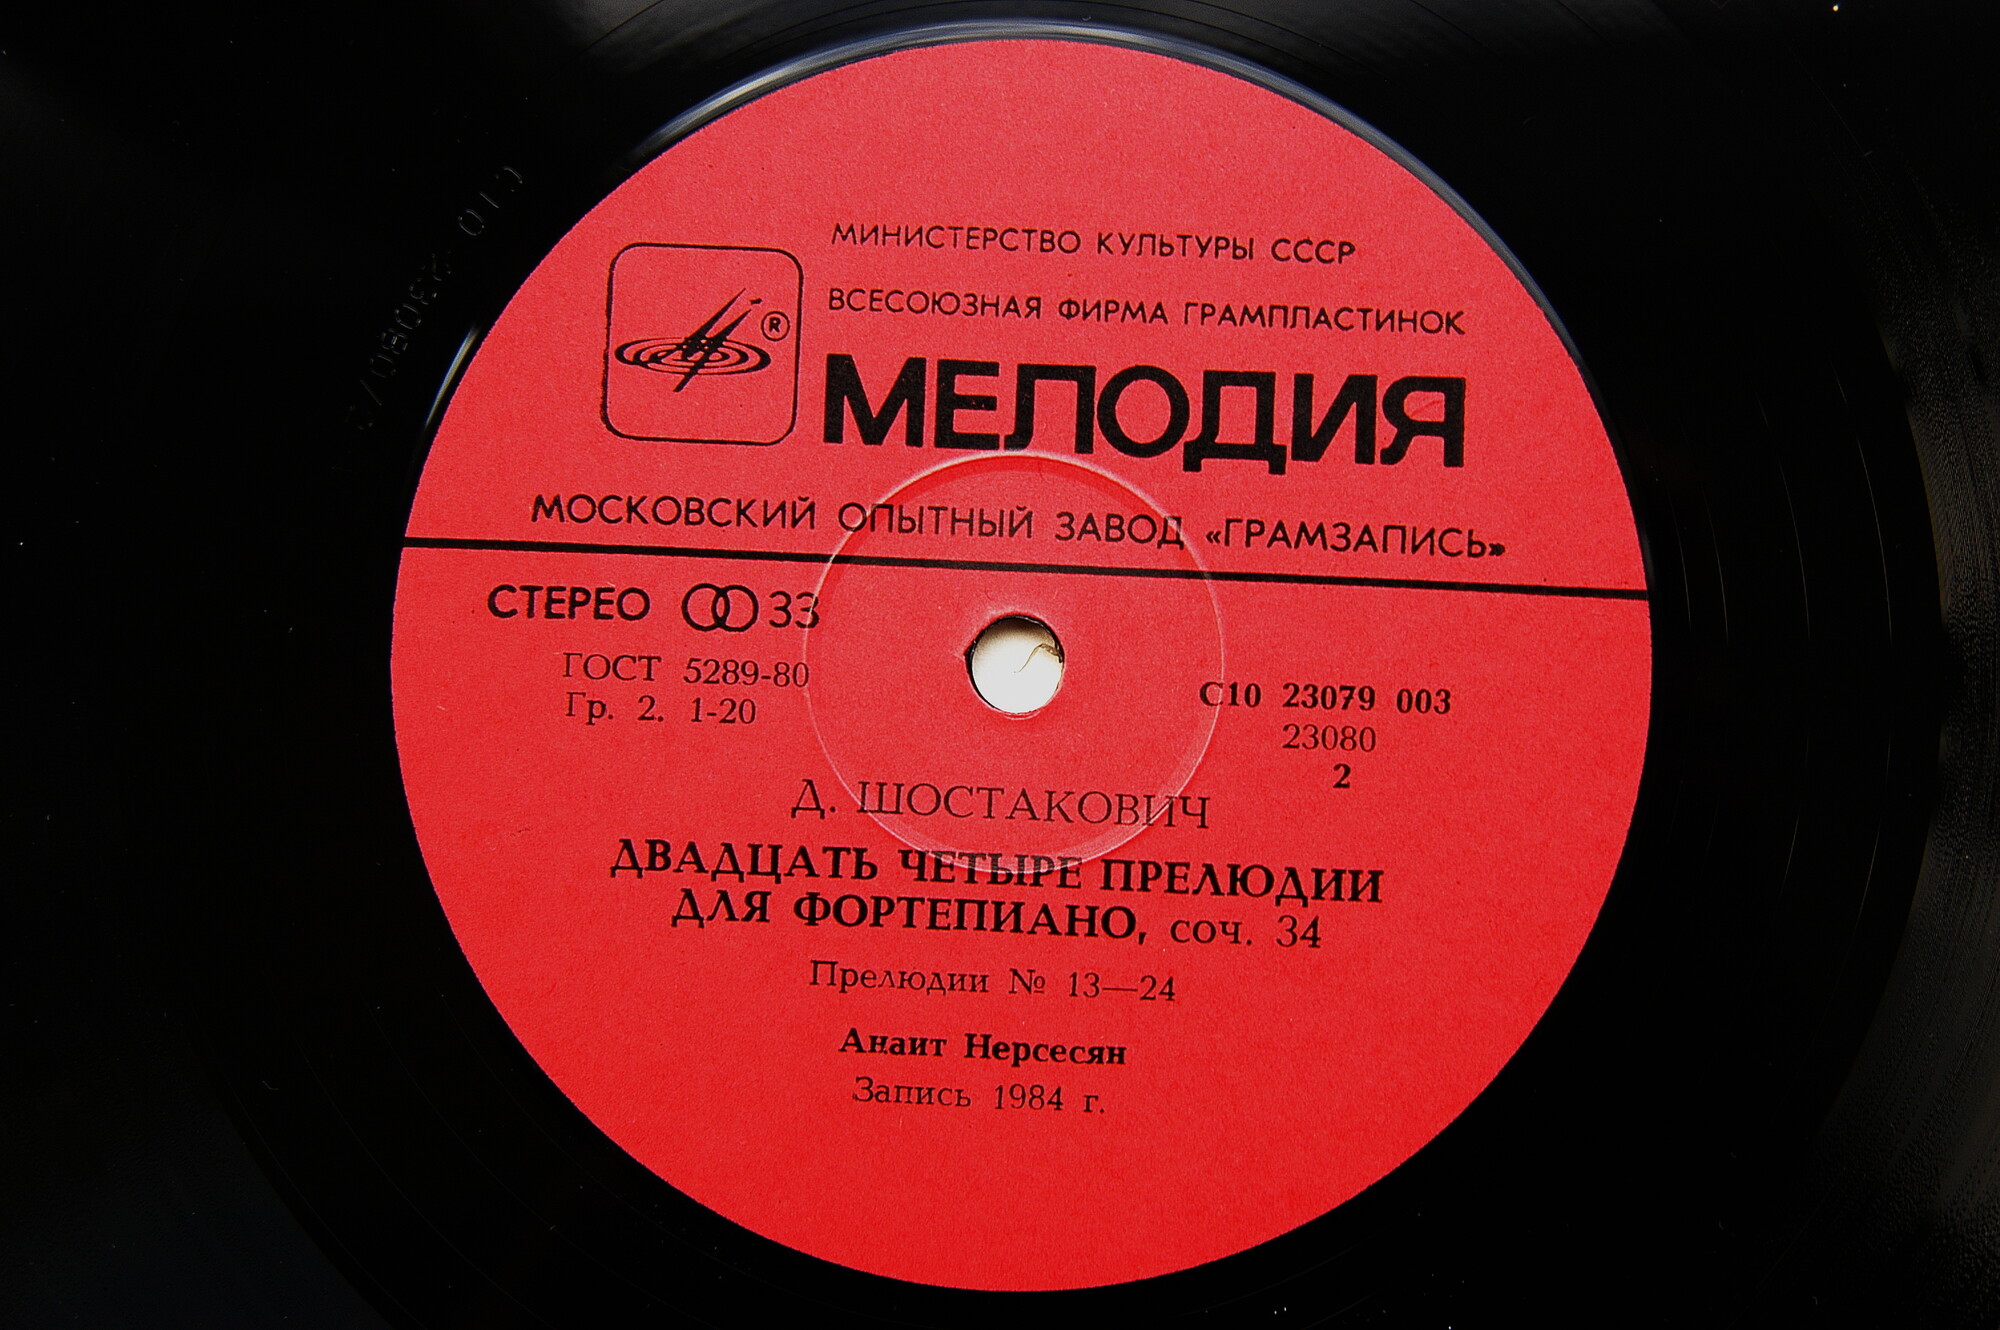 МИНИСТЕРСТВО КУЛЬТУРЫ СССР
ВСЕСОЮЗНАЯ ФИРМА ГРАМПЛАСТИНОК
®
МЕЛОДИЯ
МОСКОВСКИЙ ОПЫТНЫЙ ЗАВОД «ГРАМЗАПИСЬ»
СТЕРЕО 33
ГОСТ 5289-80
Гр. 2. 1-20
С10 23079 003
23080
2
Д. ШОСТАКОВИЧ
ДВАДЦАТЬ ЧЕТЫРЕ ПРЕЛЮДИИ
ДЛЯ ФОРТЕПИАНО, соч. 34
Прелюдии № 13—24
Анаит Нерсесян
Запись 1984 г.